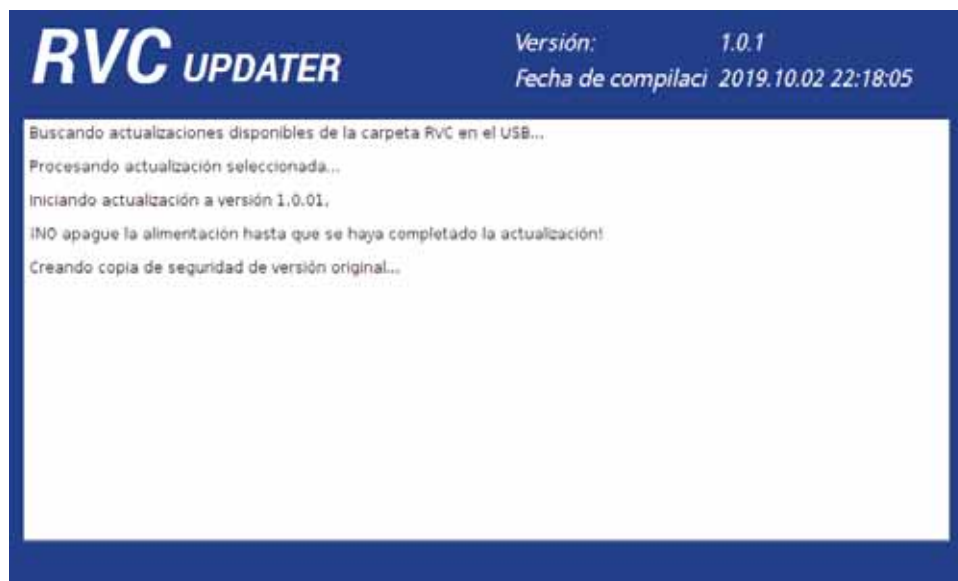 RVC UPDATER
Versión: 1.0.1
Fecha de compilaci 2019.10.02 22:18:05
Buscando actualizaciones disponibles de la carpeta RVC en el USB...
Procesando actualización seleccionada...
Iniciando actualización a versión 1.0.01.
¡NO apague la alimentación hasta que se haya completado la actualización!
Creando copia de seguridad de versión original...